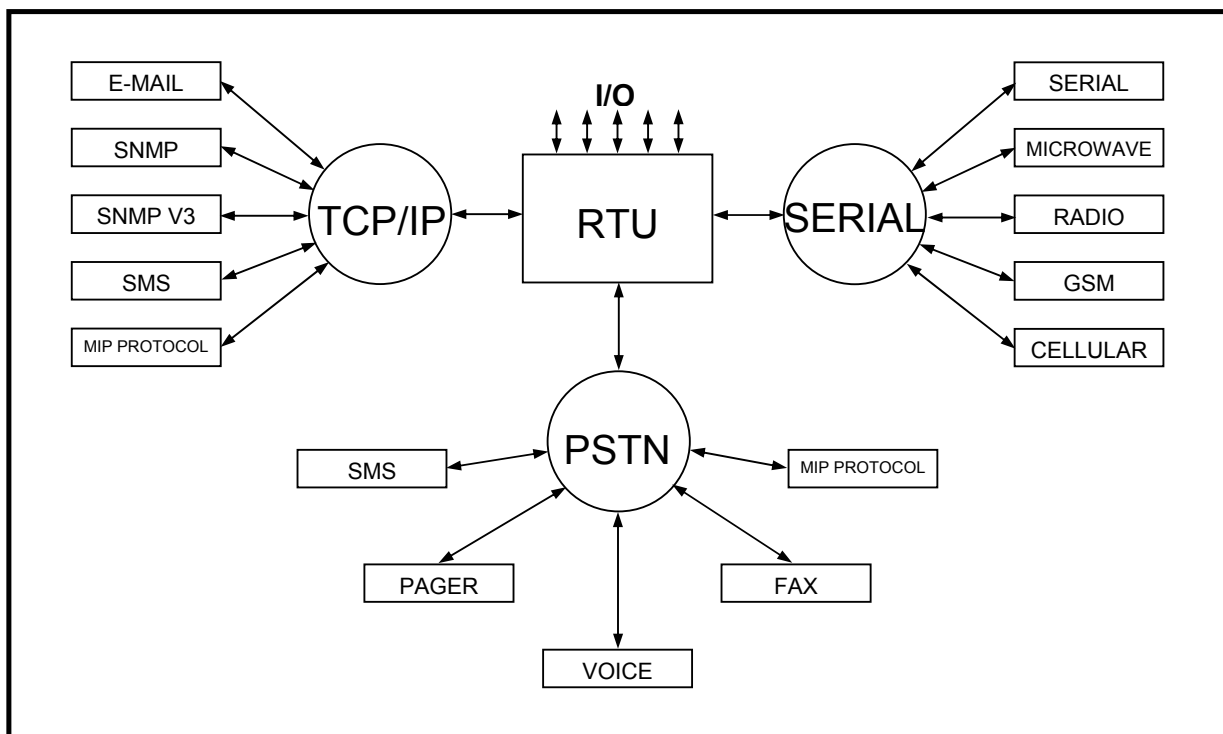 E-MAIL
SNMP
SNMP V3
SMS
MIP PROTOCOL
TCP/IP
I/O
RTU
SERIAL
SERIAL
MICROWAVE
RADIO
GSM
CELLULAR
PSTN
SMS
PAGER
VOICE
FAX
MIP PROTOCOL